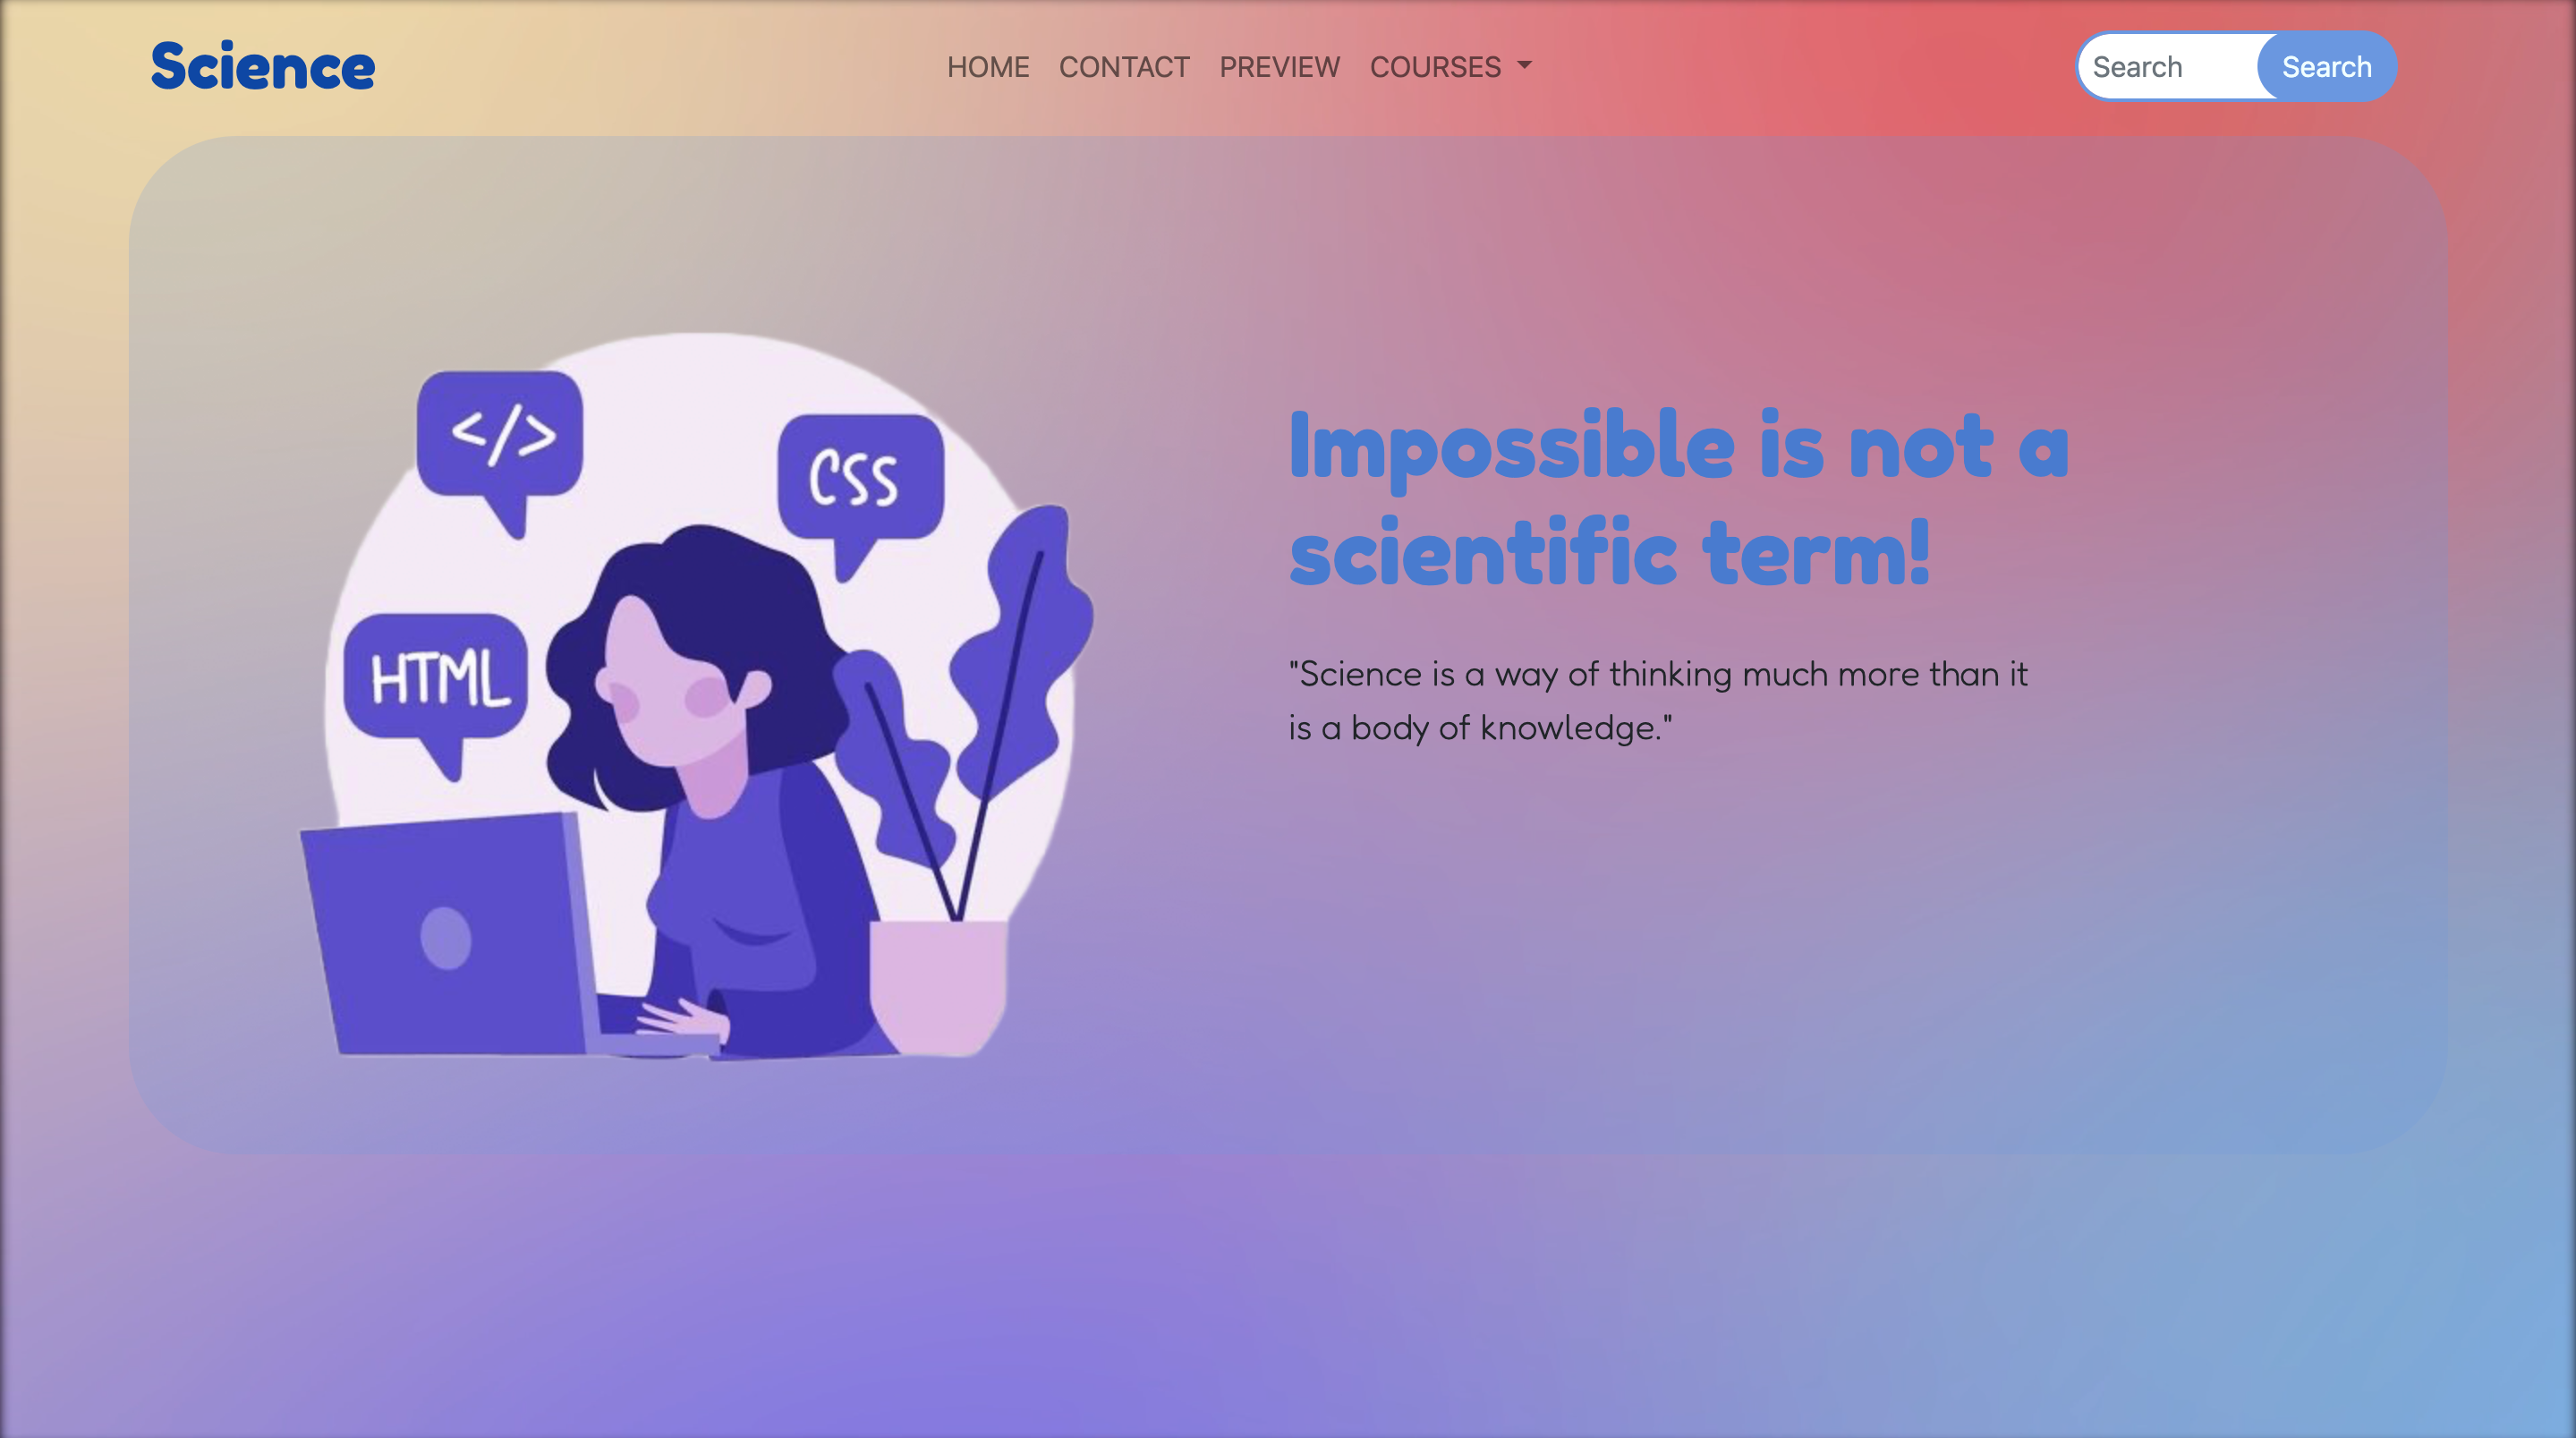 Science
HOME CONTACT PREVIEW COURSES
Search Search
</>
CSS
HTML
Impossible is not a
scientific term!
"Science is a way of thinking much more than it
is a body of knowledge."